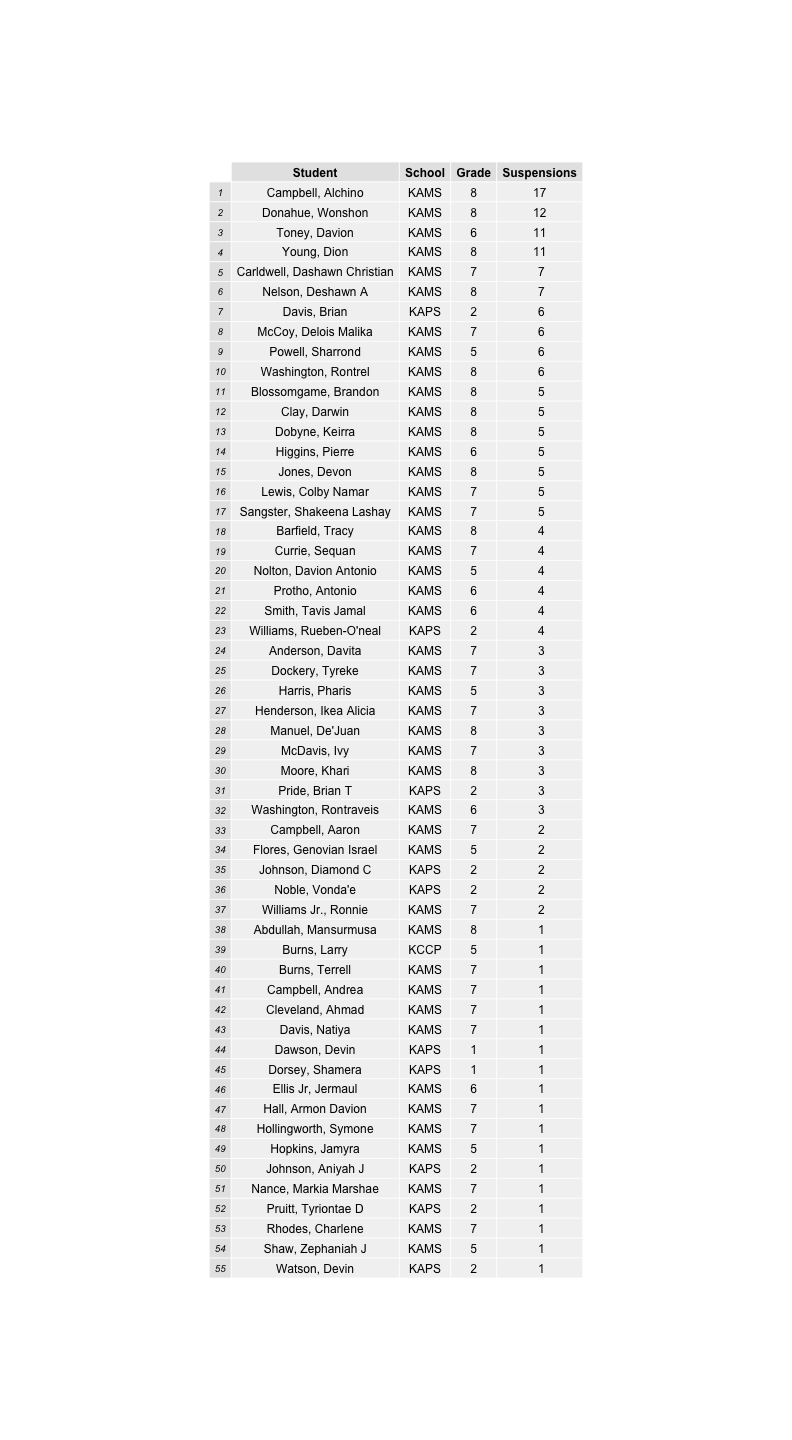 Student School Grade Suspensions
1 Campbell, Alchino KAMS 8 17
2 Donahue, Wonshon KAMS 8 12
3 Toney, Davion KAMS 6 11
4 Young, Dion KAMS 8 11
5 Carldwell, Dashawn Christian KAMS 7 7
6 Nelson, Deshawn A KAMS 8 7
7 Davis, Brian KAPS 2 6
8 McCoy, Delois Malika KAMS 7 6
9 Powell, Sharrond KAMS 5 6
10 Washington, Rontrel KAMS 8 6
11 Blossomgame, Brandon KAMS 8 5
12 Clay, Darwin KAMS 8 5
13 Dobyne, Keirra KAMS 8 5
14 Higgins, Pierre KAMS 6 5
15 Jones, Devon KAMS 8 5
16 Lewis, Colby Namar KAMS 7 5
17 Sangster, Shakeena Lashay KAMS 7 5
18 Barfield, Tracy KAMS 8 4
19 Currie, Sequan KAMS 7 4
20 Nolton, Davion Antonio KAMS 5 4
21 Protho, Antonio KAMS 6 4
22 Smith, Tavis Jamal KAMS 6 4
23 Williams, Rueben-O'neal KAPS 2 4
24 Anderson, Davita KAMS 7 3
25 Dockery, Tyreke KAMS 7 3
26 Harris, Pharis KAMS 5 3
27 Henderson, Ikea Alicia KAMS 7 3
28 Manuel, De'Juan KAMS 8 3
29 McDavis, Ivy KAMS 7 3
30 Moore, Khari KAMS 8 3
31 Pride, Brian T KAPS 2 3
32 Washington, Rontraveis KAMS 6 3
33 Campbell, Aaron KAMS 7 2
34 Flores, Genovian Israel KAMS 5 2
35 Johnson, Diamond C KAPS 2 2
36 Noble, Vonda'e KAPS 2 2
37 Williams Jr., Ronnie KAMS 7 2
38 Abdullah, Mansurmusa KAMS 8 1
39 Burns, Larry KCCP 5 1
40 Burns, Terrell KAMS 7 1
41 Campbell, Andrea KAMS 7 1
42 Cleveland, Ahmad KAMS 7 1
43 Davis, Natiya KAMS 7 1
44 Dawson, Devin KAPS 1 1
45 Dorsey, Shamera KAPS 1 1
46 Ellis Jr, Jermaul KAMS 6 1
47 Hall, Armon Davion KAMS 7 1
48 Hollingworth, Symone KAMS 7 1
49 Hopkins, Jamyra KAMS 5 1
50 Johnson, Aniyah J KAPS 2 1
51 Nance, Markia Marshae KAMS 7 1
52 Pruitt, Tyriontae D KAPS 2 1
53 Rhodes, Charlene KAMS 7 1
54 Shaw, Zephaniah J KAMS 5 1
55 Watson, Devin KAPS 2 1